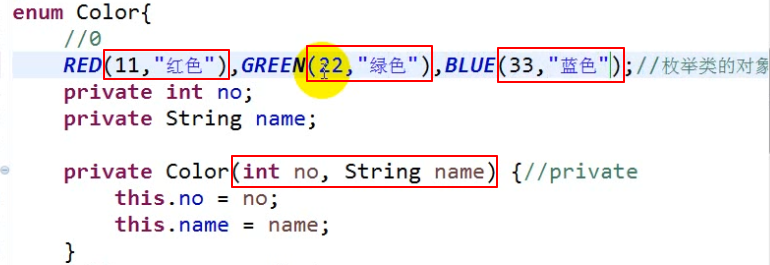 enum Color{
//0
RED(11,"红色"),GREEN(22,"绿色"),BLUE(33,"蓝色");//枚举类的对象
private int no;
private String name;
private Color(int no, String name) {//private
this.no = no;
this.name = name;
}